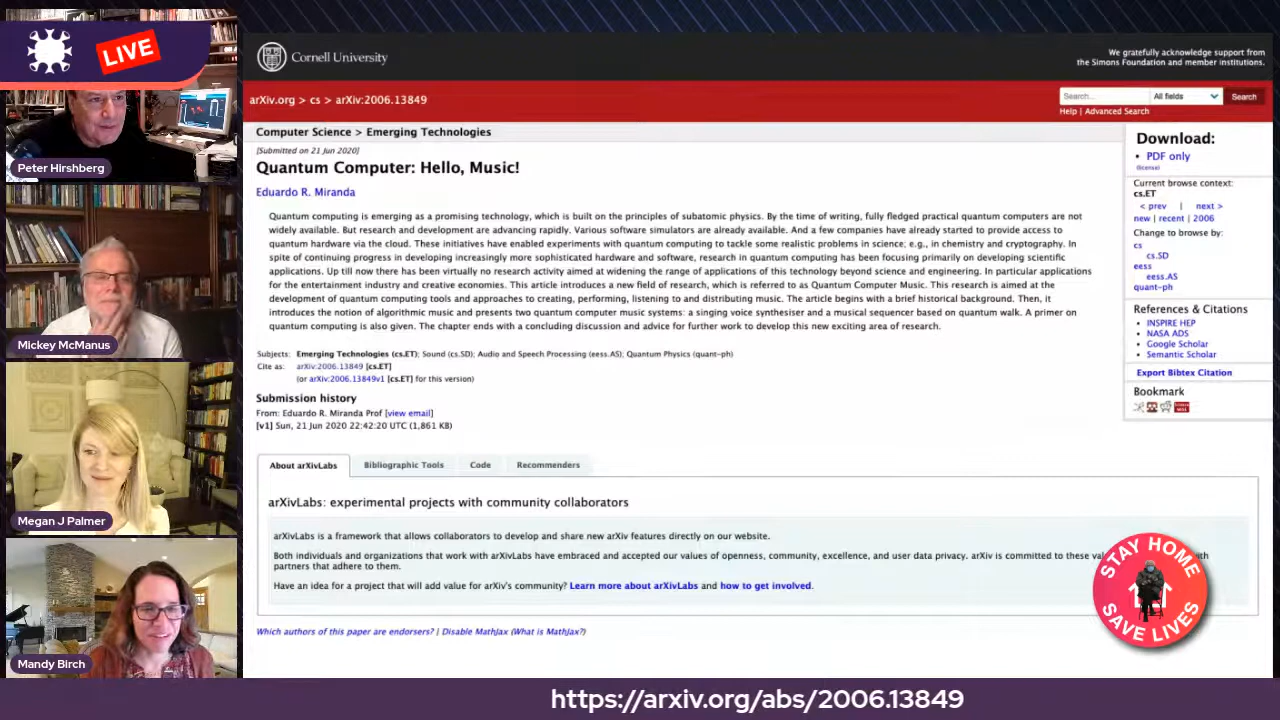 LIVE
Peter Hirshberg
Mickey McManus
Megan J Palmer
Mandy Birch
Cornell University
We gratefully acknowledge support from
the Simons Foundation and member institutions.
arXiv.org > cs > arXiv:2006.13849
Search...
All fields
Search
Help | Advanced Search
Computer Science > Emerging Technologies
[Submitted on 21 Jun 2020]
Quantum Computer: Hello, Music!
Eduardo R. Miranda
Quantum computing is emerging as a promising technology, which is built on the principles of subatomic physics. By the time of writing, fully fledged practical quantum computers are not
widely available. But research and development are advancing rapidly. Various software simulators are already available. And a few companies have already started to provide access to
quantum hardware via the cloud. These initiatives have enabled experiments with quantum computing to tackle some realistic problems in science; e.g., in chemistry and cryptography. In
spite of continuing progress in developing increasingly more sophisticated hardware and software, research in quantum computing has been focusing primarily on developing scientific
applications. Up till now there has been virtually no research activity aimed at widening the range of applications of this technology beyond science and engineering. In particular applications
for the entertainment industry and creative economies. This article introduces a new field of research, which is referred to as Quantum Computer Music. This research is aimed at the
development of quantum computing tools and approaches to creating, performing, listening to and distributing music. The article begins with a brief historical background. Then, it
introduces the notion of algorithmic music and presents two quantum computer music systems: a singing voice synthesiser and a musical sequencer based on quantum walk. A primer on
quantum computing is also given. The chapter ends with a concluding discussion and advice for further work to develop this new exciting area of research.
Subjects: Emerging Technologies (cs.ET); Sound (cs.SD); Audio and Speech Processing (eess.AS); Quantum Physics (quant-ph)
Cite as: arXiv:2006.13849 [cs.ET]
(or arXiv:2006.13849v1 [cs.ET] for this version)
Submission history
From: Eduardo R. Miranda Prof [view email]
[v1] Sun, 21 Jun 2020 22:42:20 UTC (1,861 KB)
Download:
• PDF only
(license)
Current browse context:
cs.ET
< prev | next >
new | recent | 2006
Change to browse by:
cs
cs.SD
eess
eess.AS
quant-ph
References & Citations
• INSPIRE HEP
• NASA ADS
• Google Scholar
• Semantic Scholar
Export Bibtex Citation
Bookmark
About arXivLabs
Bibliographic Tools
Code
Recommenders
arXivLabs: experimental projects with community collaborators
arXivLabs is a framework that allows collaborators to develop and share new arXiv features directly on our website.
Both individuals and organizations that work with arXivLabs have embraced and accepted our values of openness, community, excellence, and user data privacy. arXiv is committed to these
partners that adhere to them.
Have an idea for a project that will add value for arXiv's community? Learn more about arXivLabs and how to get involved.
Which authors of this paper are endorsers? | Disable MathJax (What is MathJax?)
STAY HOME
SAVE LIVES
https://arxiv.org/abs/2006.13849